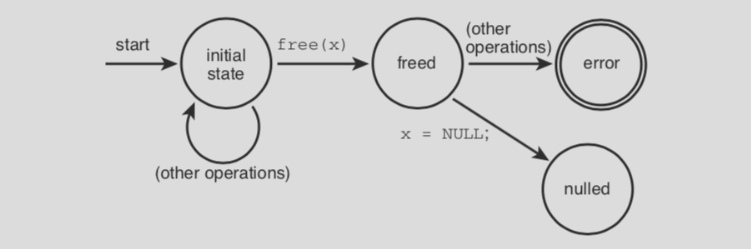 start
initial
state
free(x)
freed
(other
operations)
error
(other operations)
x = NULL;
nulled